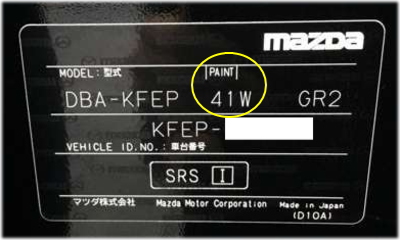 mazda
MODEL: 型式 PAINT
DBA-KFEP 41W GR2
KFEP-
VEHICLE ID.NO.: 車台番号
SRS I
マツダ株式会社 Mazda Motor Corporation Made in Japan
(D10A)